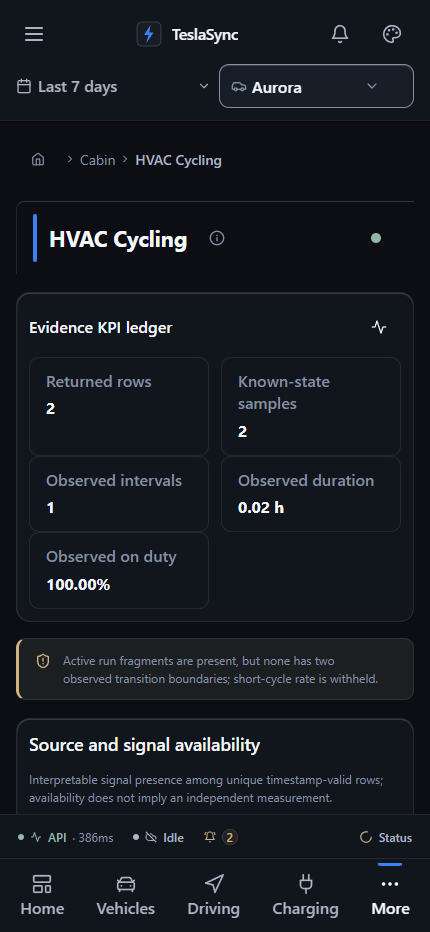 TeslaSync
Last 7 days
Aurora
Cabin
HVAC Cycling
HVAC Cycling
Evidence KPI ledger
Returned rows
2
Known-state
samples
2
Observed intervals
1
Observed duration
0.02 h
Observed on duty
100.00%
Active run fragments are present, but none has two
observed transition boundaries; short-cycle rate is withheld.
Source and signal availability
Interpretable signal presence among unique timestamp-valid rows;
availability does not imply an independent measurement.
API · 386ms
Idle
2
Status
Home
Vehicles
Driving
Charging
More